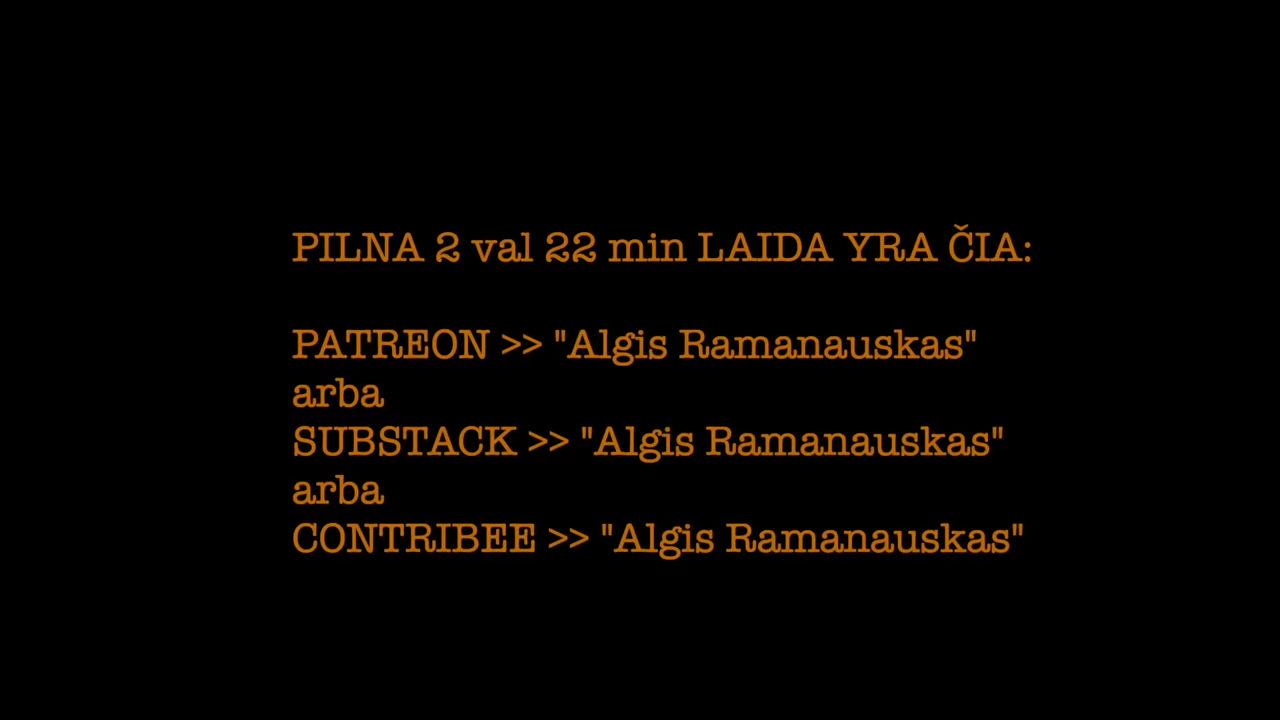 PILNA 2 val 22 min LAIDA YRA ČIA:
PATREON >> "Algis Ramanauskas"
arba
SUBSTACK >> "Algis Ramanauskas"
arba
CONTRIBEE >> "Algis Ramanauskas"